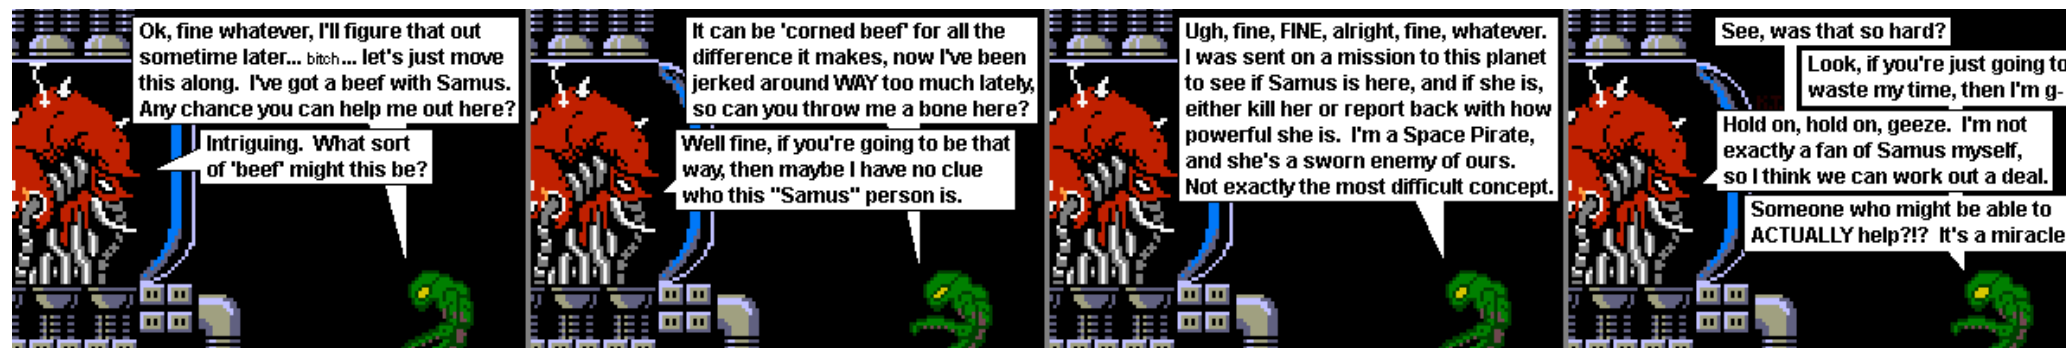 Ok, fine whatever, I'll figure that out
sometime later... bitch... let's just move
this along. I've got a beef with Samus.
Any chance you can help me out here?
Intriguing. What sort
of 'beef' might this be?
It can be 'corned beef' for all the
difference it makes, now I've been
jerked around WAY too much lately,
so can you throw me a bone here?
Well fine, if you're going to be that
way, then maybe I have no clue
who this "Samus" person is.
Ugh, fine, FINE, alright, fine, whatever.
I was sent on a mission to this planet
to see if Samus is here, and if she is,
either kill her or report back with how
powerful she is. I'm a Space Pirate,
and she's a sworn enemy of ours.
Not exactly the most difficult concept.
See, was that so hard?
Look, if you're just going to
waste my time, then I'm g-
Hold on, hold on, geeze. I'm not
exactly a fan of Samus myself,
so I think we can work out a deal.
Someone who might be able to
ACTUALLY help?!? It's a miracle